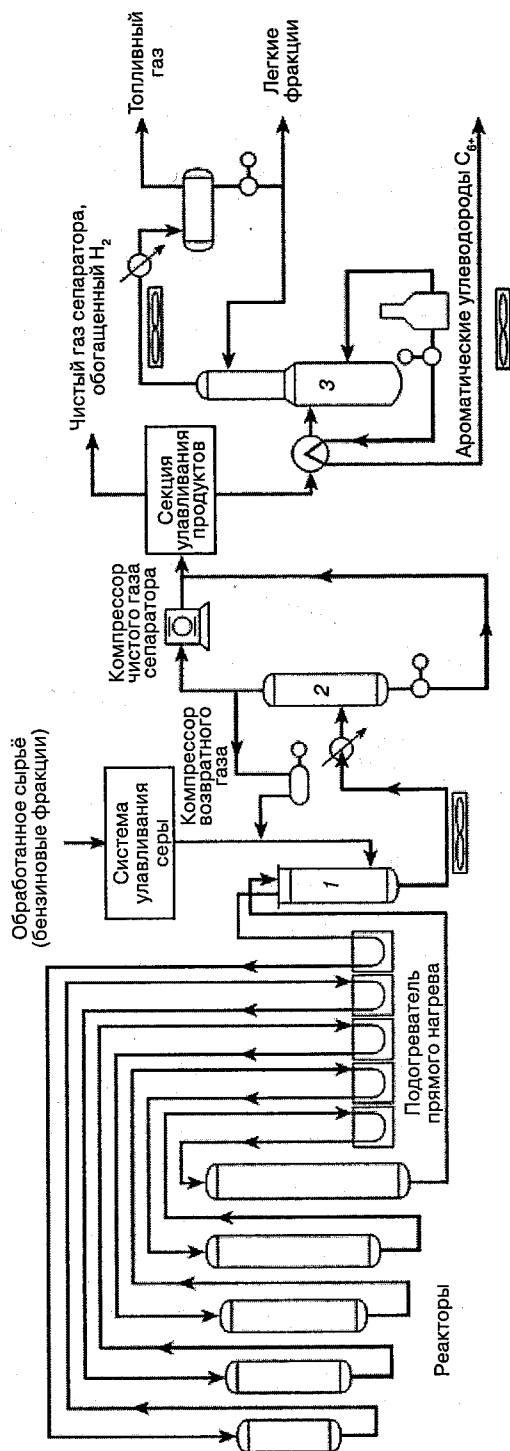 Обработанное сырьё
(бензиновые фракции)
Система
улавливания
серы
Компрессор
возвратного
газа
Компрессор
чистого газа
сепаратора
Чистый газ сепаратора,
обогащенный H₂
Секция
улавливания
продуктов
Топливный
газ
Легкие
фракции
1
2
3
Подогреватель
прямого нагрева
Реакторы
Ароматические углеводороды C₆₊